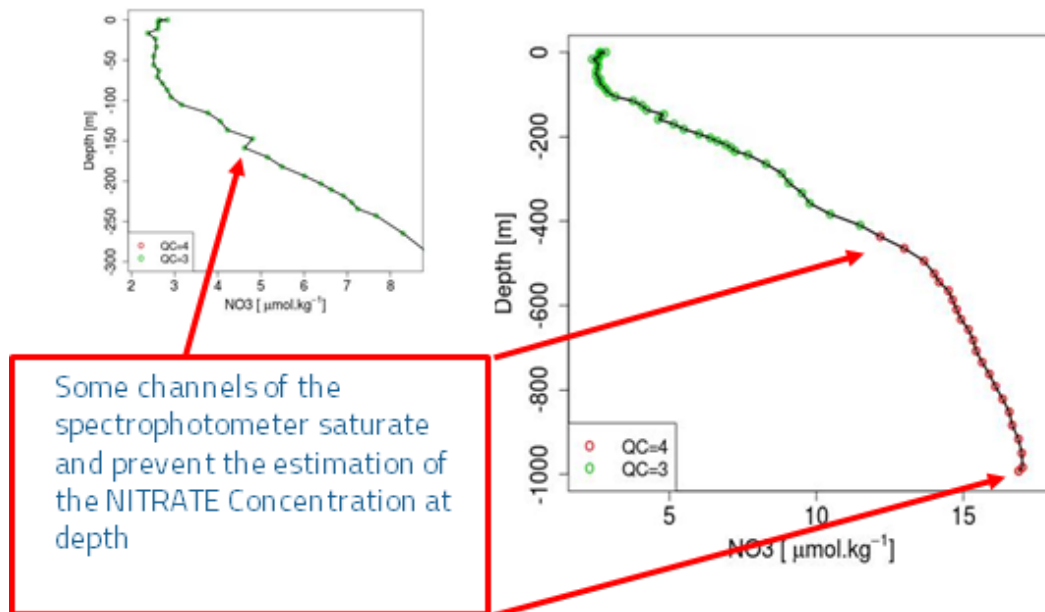 0
-50
-100
-150
-200
-250
-300
Depth [m]
QC=4
QC=3
2 3 4 5 6 7 8
NO3 [ μmol.kg⁻¹]
0
-200
-400
-600
-800
-1000
Depth [m]
QC=4
QC=3
5 10 15
NO3 [ μmol.kg⁻¹]
Some channels of the
spectrophotometer saturate
and prevent the estimation of
the NITRATE Concentration at
depth